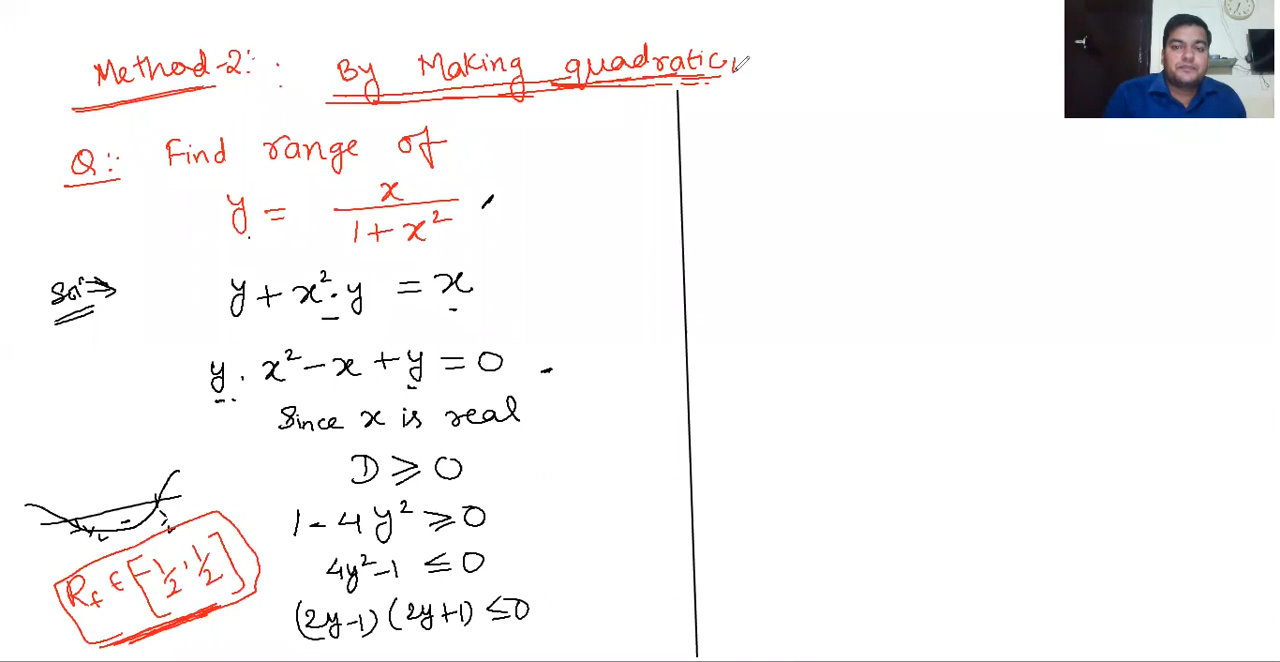 Method-2:- By Making quadratic
Q:- Find range of
y = x / 1 + x²
Solⁿ ⇒ y + x².y = x
y. x² - x + y = 0
Since x is real
D ≥ 0
1 - 4y² ≥ 0
4y² - 1 ≤ 0
(2y-1) (2y+1) ≤ 0
R_f ∈ [-1/2, 1/2]